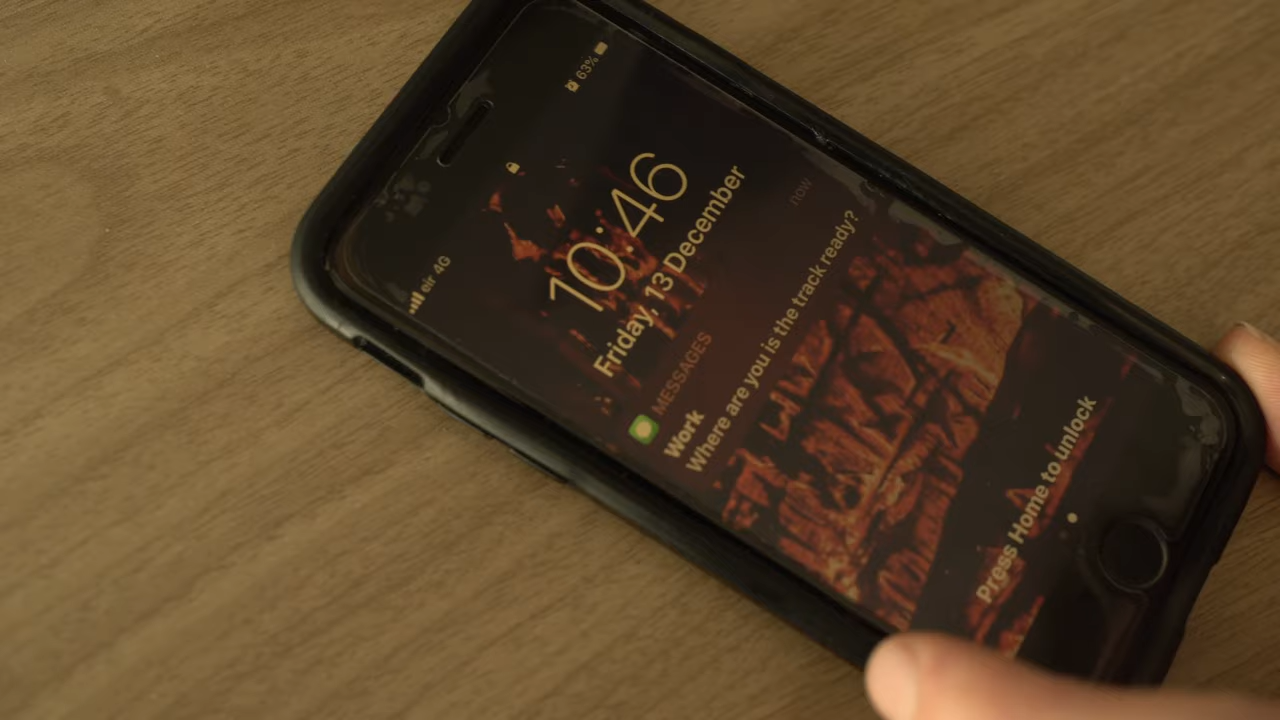 eir 4G
63%
10:46
Friday, 13 December
MESSAGES
now
Work
Where are you is the track ready?
Press Home to unlock